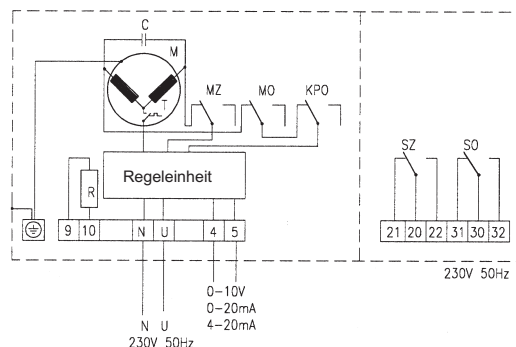 C
M
MZ MO KPO
T
SZ SO
Regeleinheit
R
9 10 N U 4 5
21 20 22 31 30 32
230V 50Hz
0-10V
0-20mA
N U 4-20mA
230V 50Hz